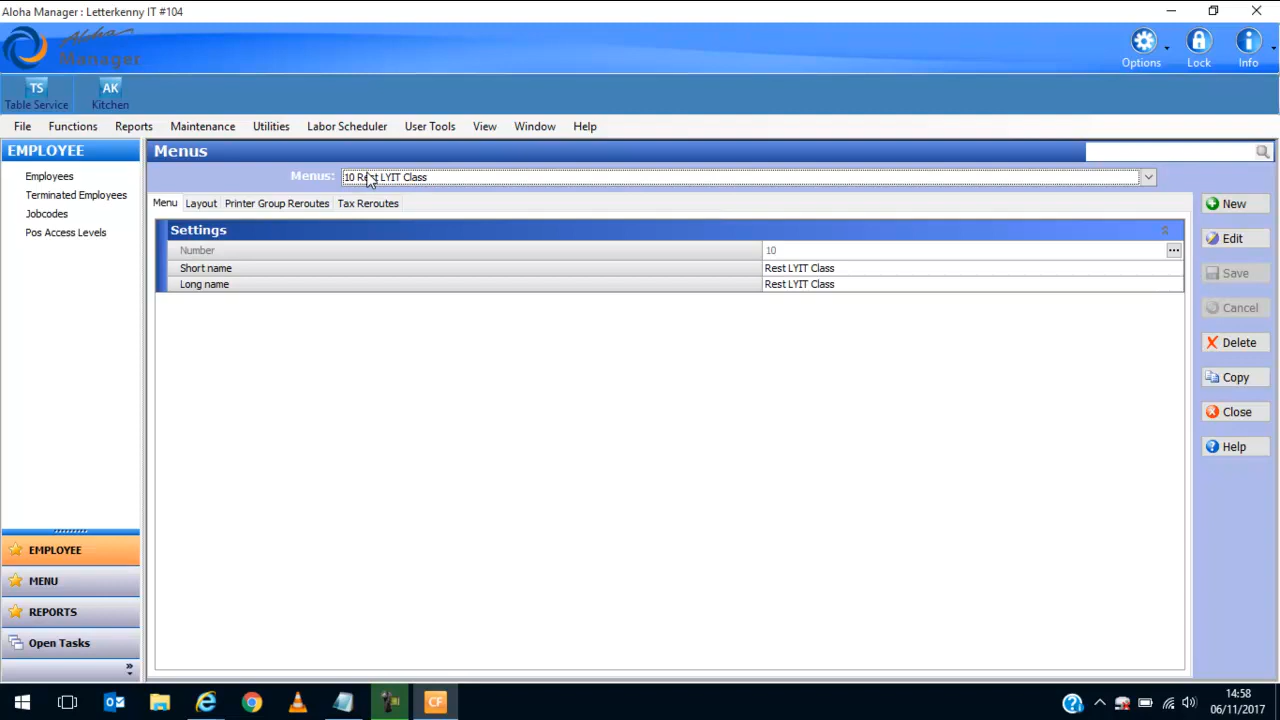 Aloha Manager : Letterkenny IT #104
Aloha
Manager
Options
Lock
Info
TS
Table Service
AK
Kitchen
File Functions Reports Maintenance Utilities Labor Scheduler User Tools View Window Help
EMPLOYEE
Employees
Terminated Employees
Jobcodes
Pos Access Levels
Menus
Menus: 10 Rest LYIT Class
Menu Layout Printer Group Reroutes Tax Reroutes
Settings
Number 10 ...
Short name Rest LYIT Class
Long name Rest LYIT Class
New
Edit
Save
Cancel
Delete
Copy
Close
Help
EMPLOYEE
MENU
REPORTS
Open Tasks
CF
14:58
06/11/2017